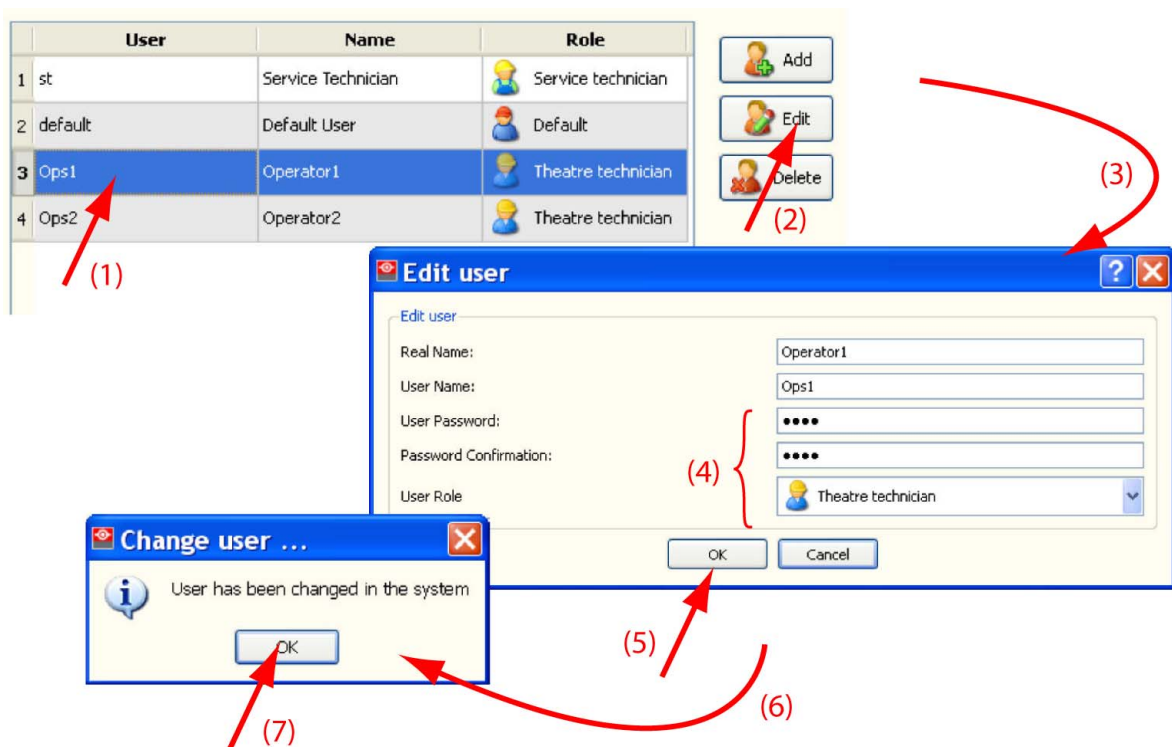 User Name Role
1 st Service Technician Service technician
2 default Default User Default
3 Ops1 Operator1 Theatre technician
4 Ops2 Operator2 Theatre technician
Add
Edit
Delete
(1)
(2)
(3)
Edit user
?
Edit user
Real Name: Operator1
User Name: Ops1
User Password: ••••
Password Confirmation: ••••
(4)
User Role Theatre technician
OK Cancel
(5)
Change user ...
User has been changed in the system
OK
(6)
(7)